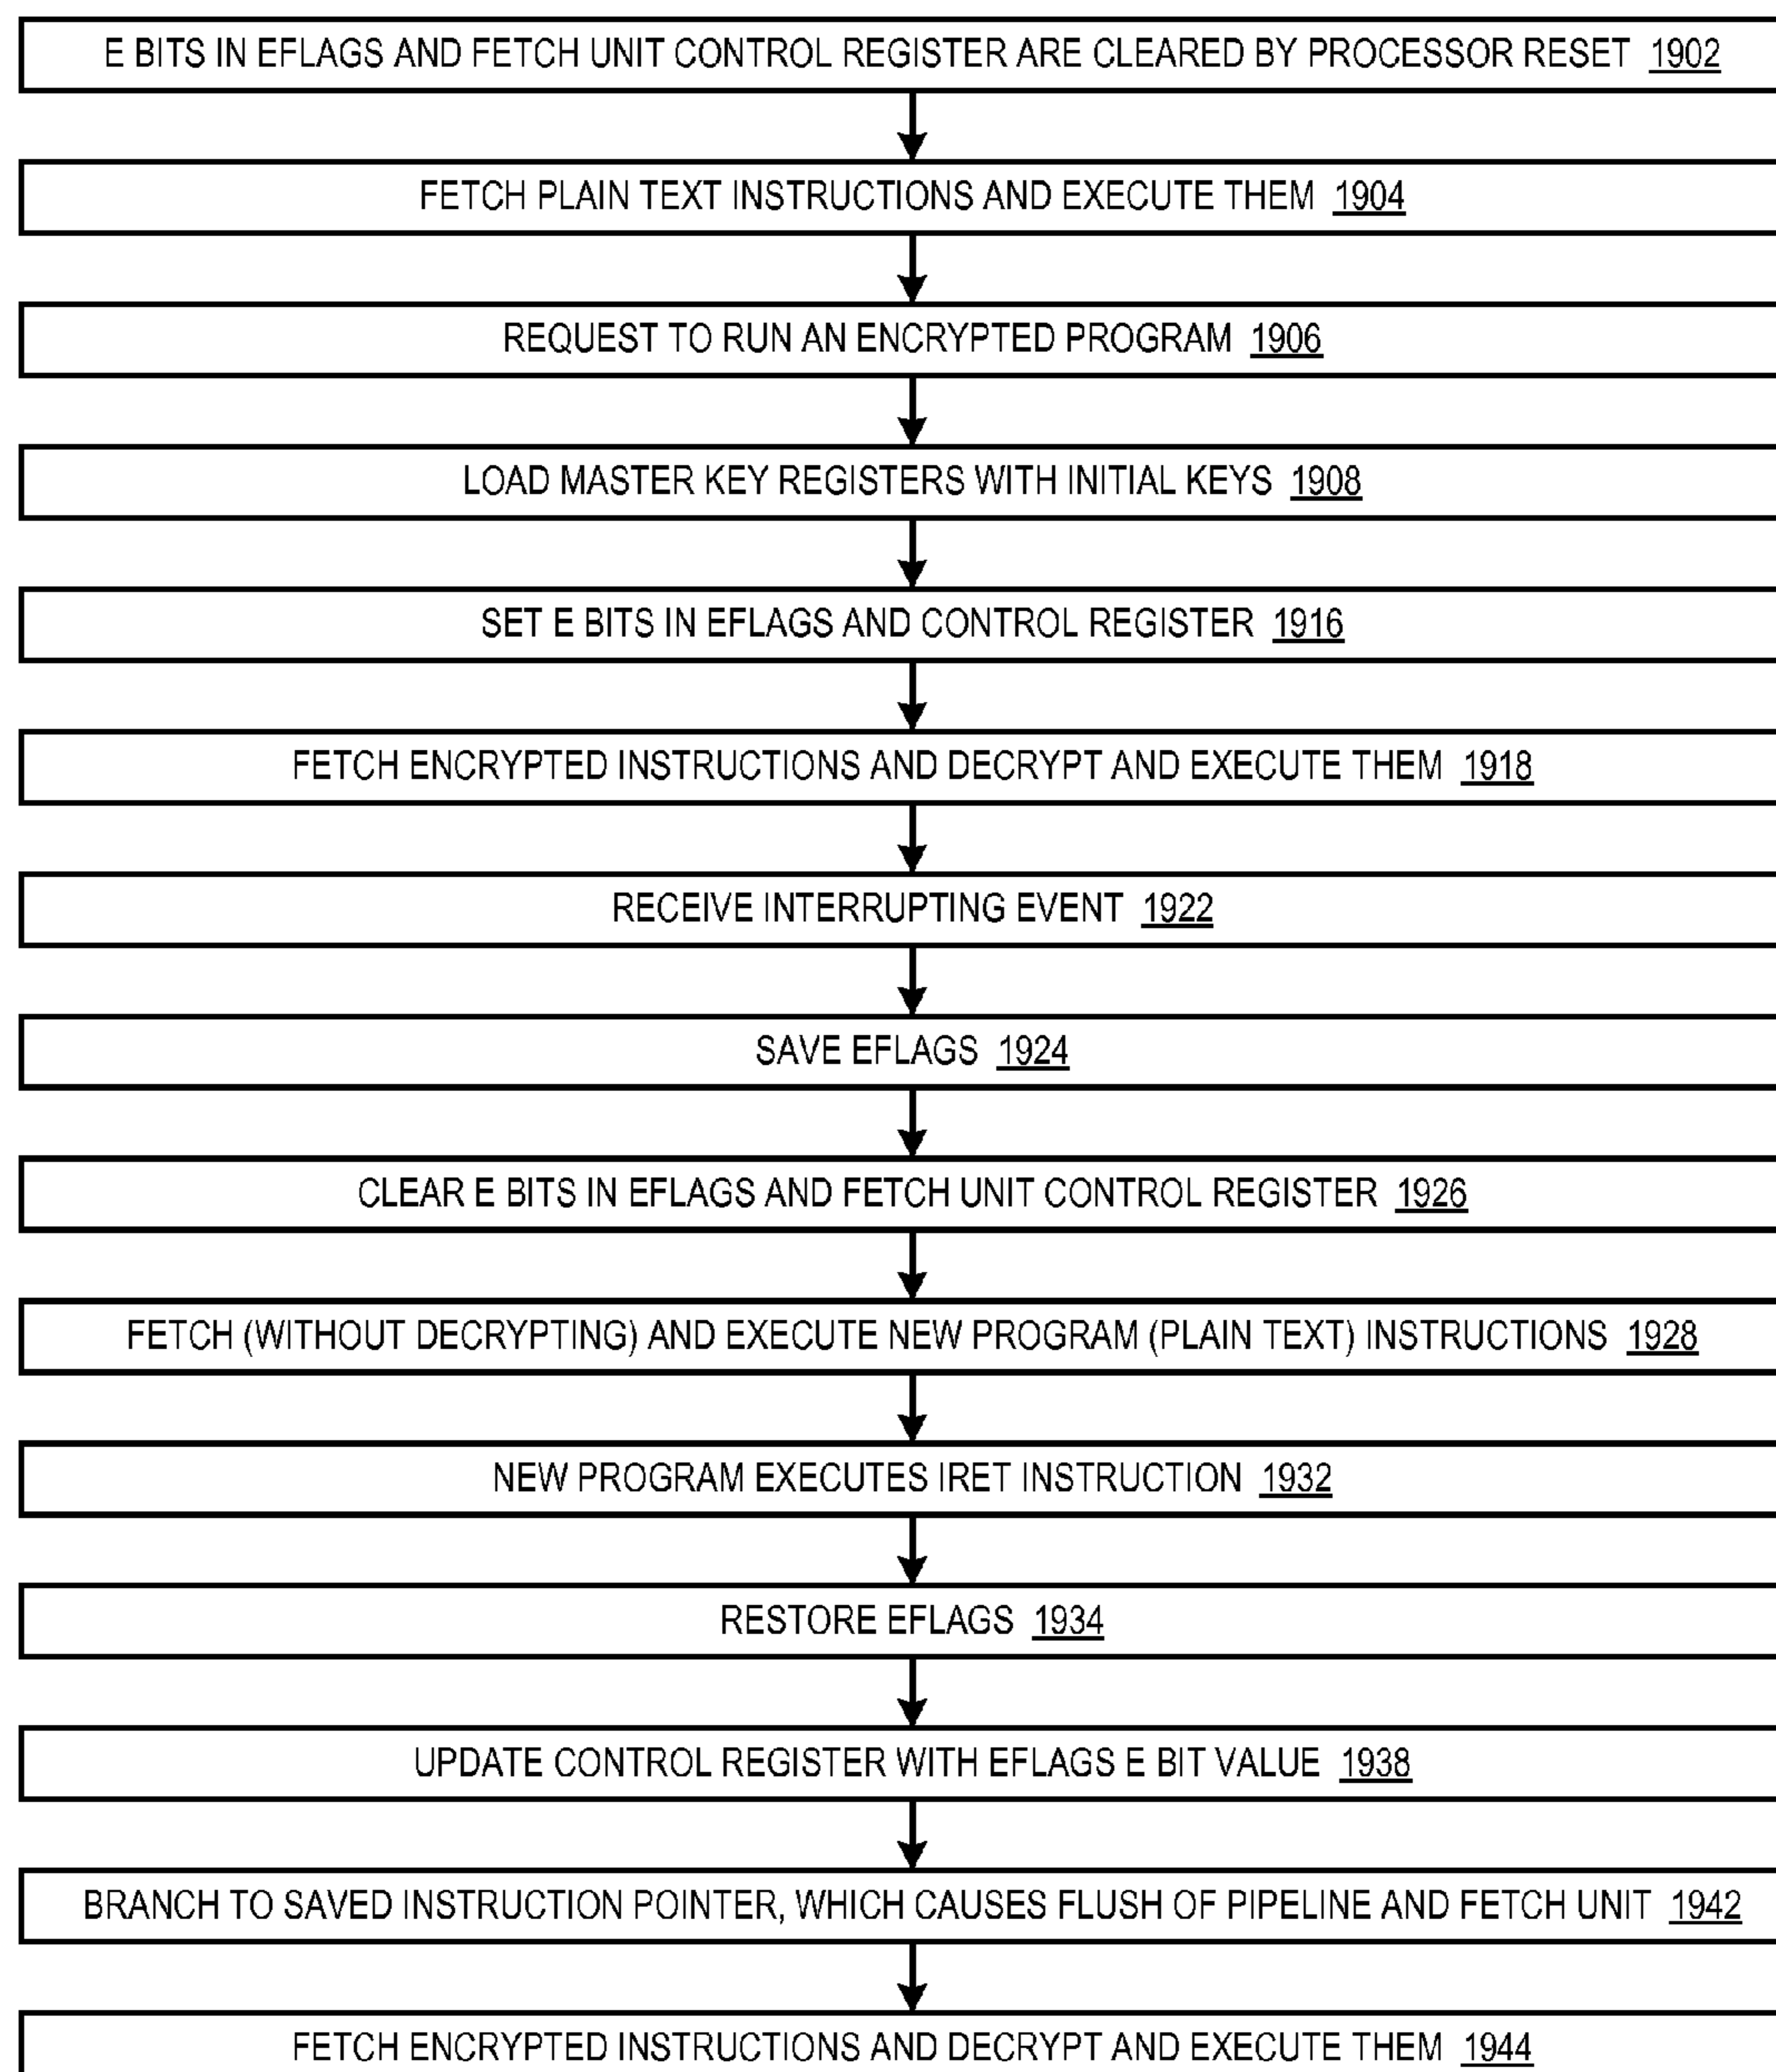 E BITS IN EFLAGS AND FETCH UNIT CONTROL REGISTER ARE CLEARED BY PROCESSOR RESET 1902
FETCH PLAIN TEXT INSTRUCTIONS AND EXECUTE THEM 1904
REQUEST TO RUN AN ENCRYPTED PROGRAM 1906
LOAD MASTER KEY REGISTERS WITH INITIAL KEYS 1908
SET E BITS IN EFLAGS AND CONTROL REGISTER 1916
FETCH ENCRYPTED INSTRUCTIONS AND DECRYPT AND EXECUTE THEM 1918
RECEIVE INTERRUPTING EVENT 1922
SAVE EFLAGS 1924
CLEAR E BITS IN EFLAGS AND FETCH UNIT CONTROL REGISTER 1926
FETCH (WITHOUT DECRYPTING) AND EXECUTE NEW PROGRAM (PLAIN TEXT) INSTRUCTIONS 1928
NEW PROGRAM EXECUTES IRET INSTRUCTION 1932
RESTORE EFLAGS 1934
UPDATE CONTROL REGISTER WITH EFLAGS E BIT VALUE 1938
BRANCH TO SAVED INSTRUCTION POINTER, WHICH CAUSES FLUSH OF PIPELINE AND FETCH UNIT 1942
FETCH ENCRYPTED INSTRUCTIONS AND DECRYPT AND EXECUTE THEM 1944